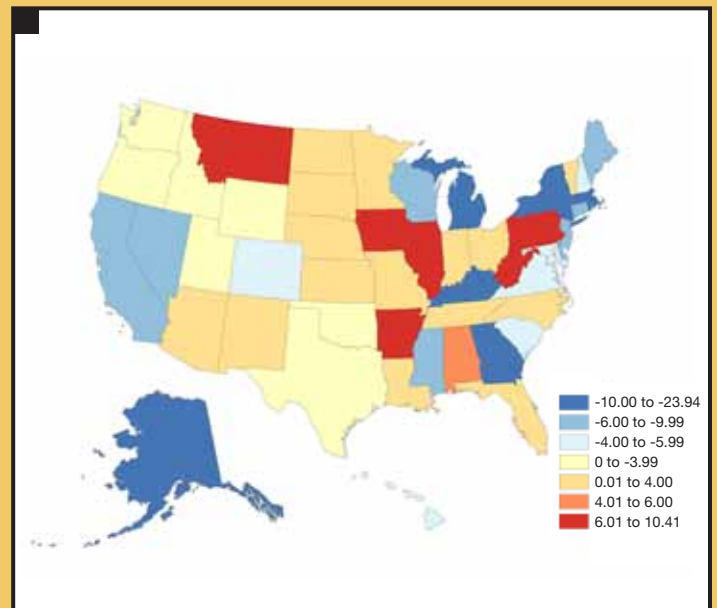 -10.00 to -23.94
-6.00 to -9.99
-4.00 to -5.99
0 to -3.99
0.01 to 4.00
4.01 to 6.00
6.01 to 10.41